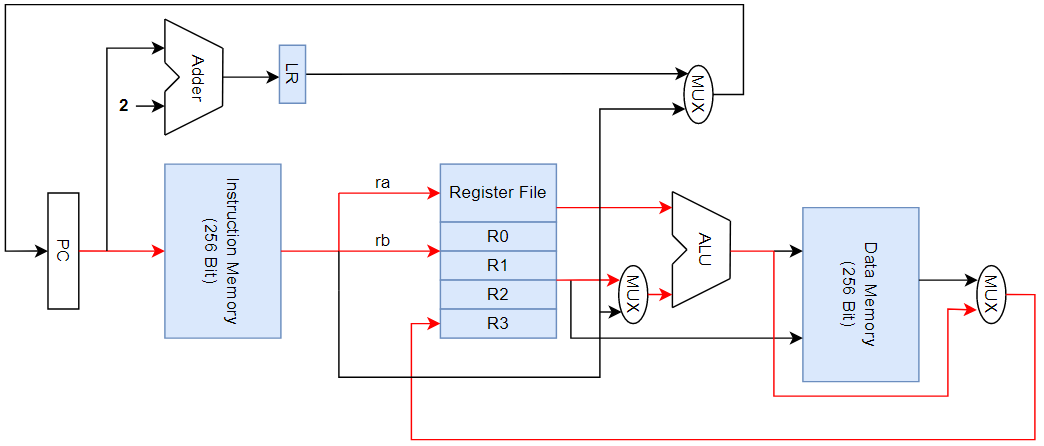 Adder
2
LR
MUX
PC
Instruction Memory
(256 Bit)
ra
rb
Register File
R0
R1
R2
R3
MUX
ALU
Data Memory
(256 Bit)
MUX